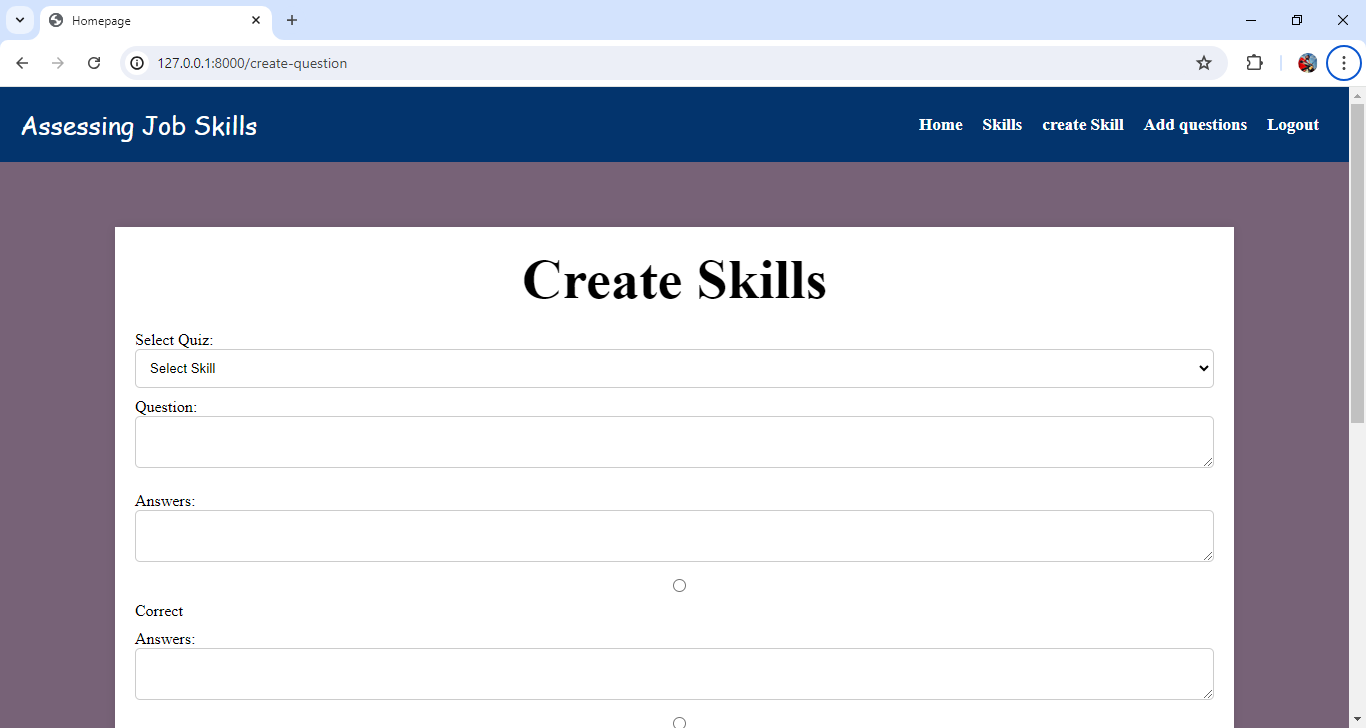 Homepage
127.0.0.1:8000/create-question
Assessing Job Skills
Home Skills create Skill Add questions Logout
Create Skills
Select Quiz:
Select Skill
Question:
Answers:
Correct
Answers: